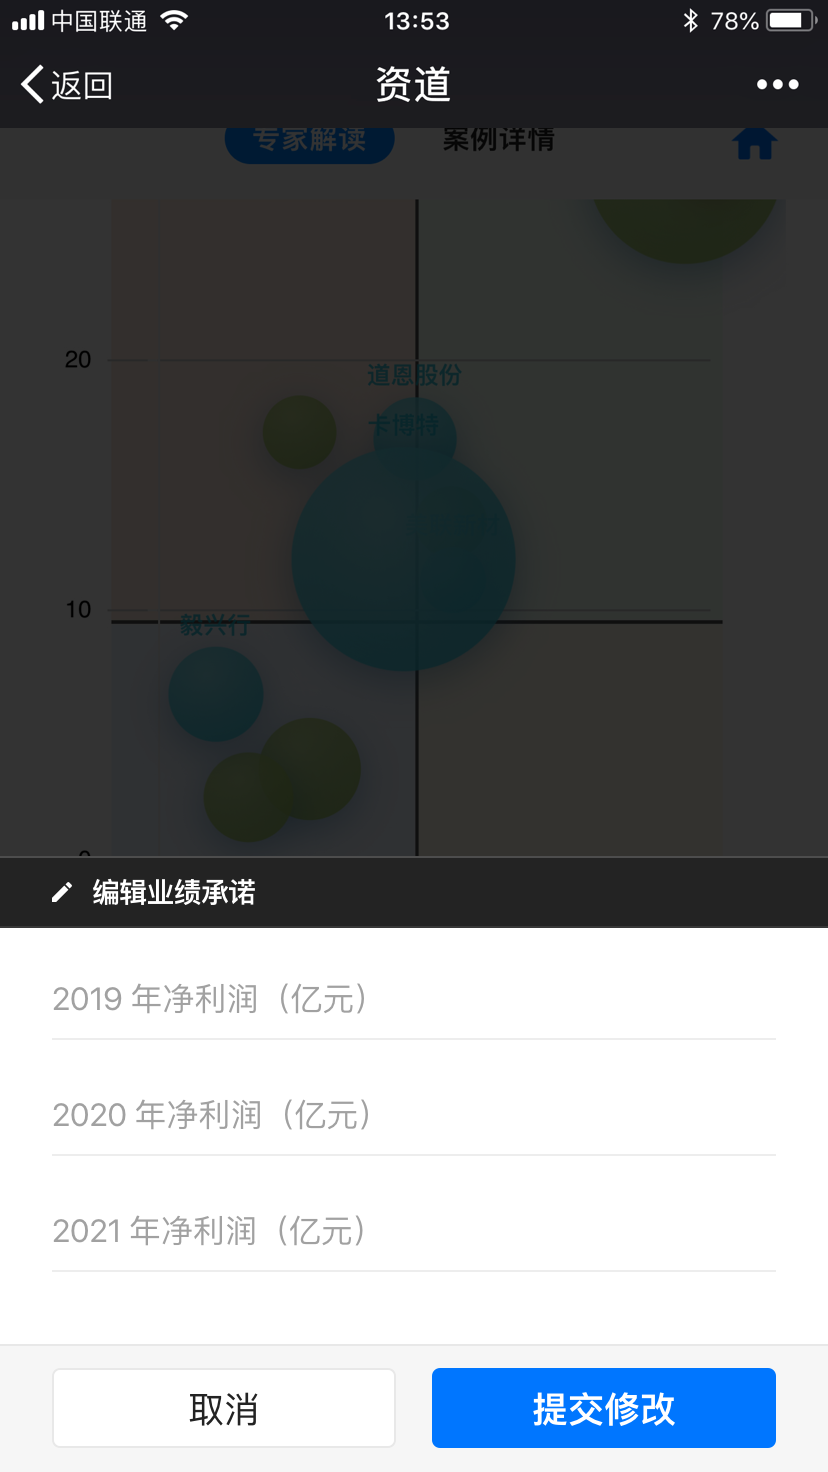 中国联通 13:53 78%
返回 资道
专家解读 案例详情
20
道恩股份
卡博特
10
毅兴行
编辑业绩承诺
2019 年净利润（亿元）
2020 年净利润（亿元）
2021 年净利润（亿元）
取消 提交修改